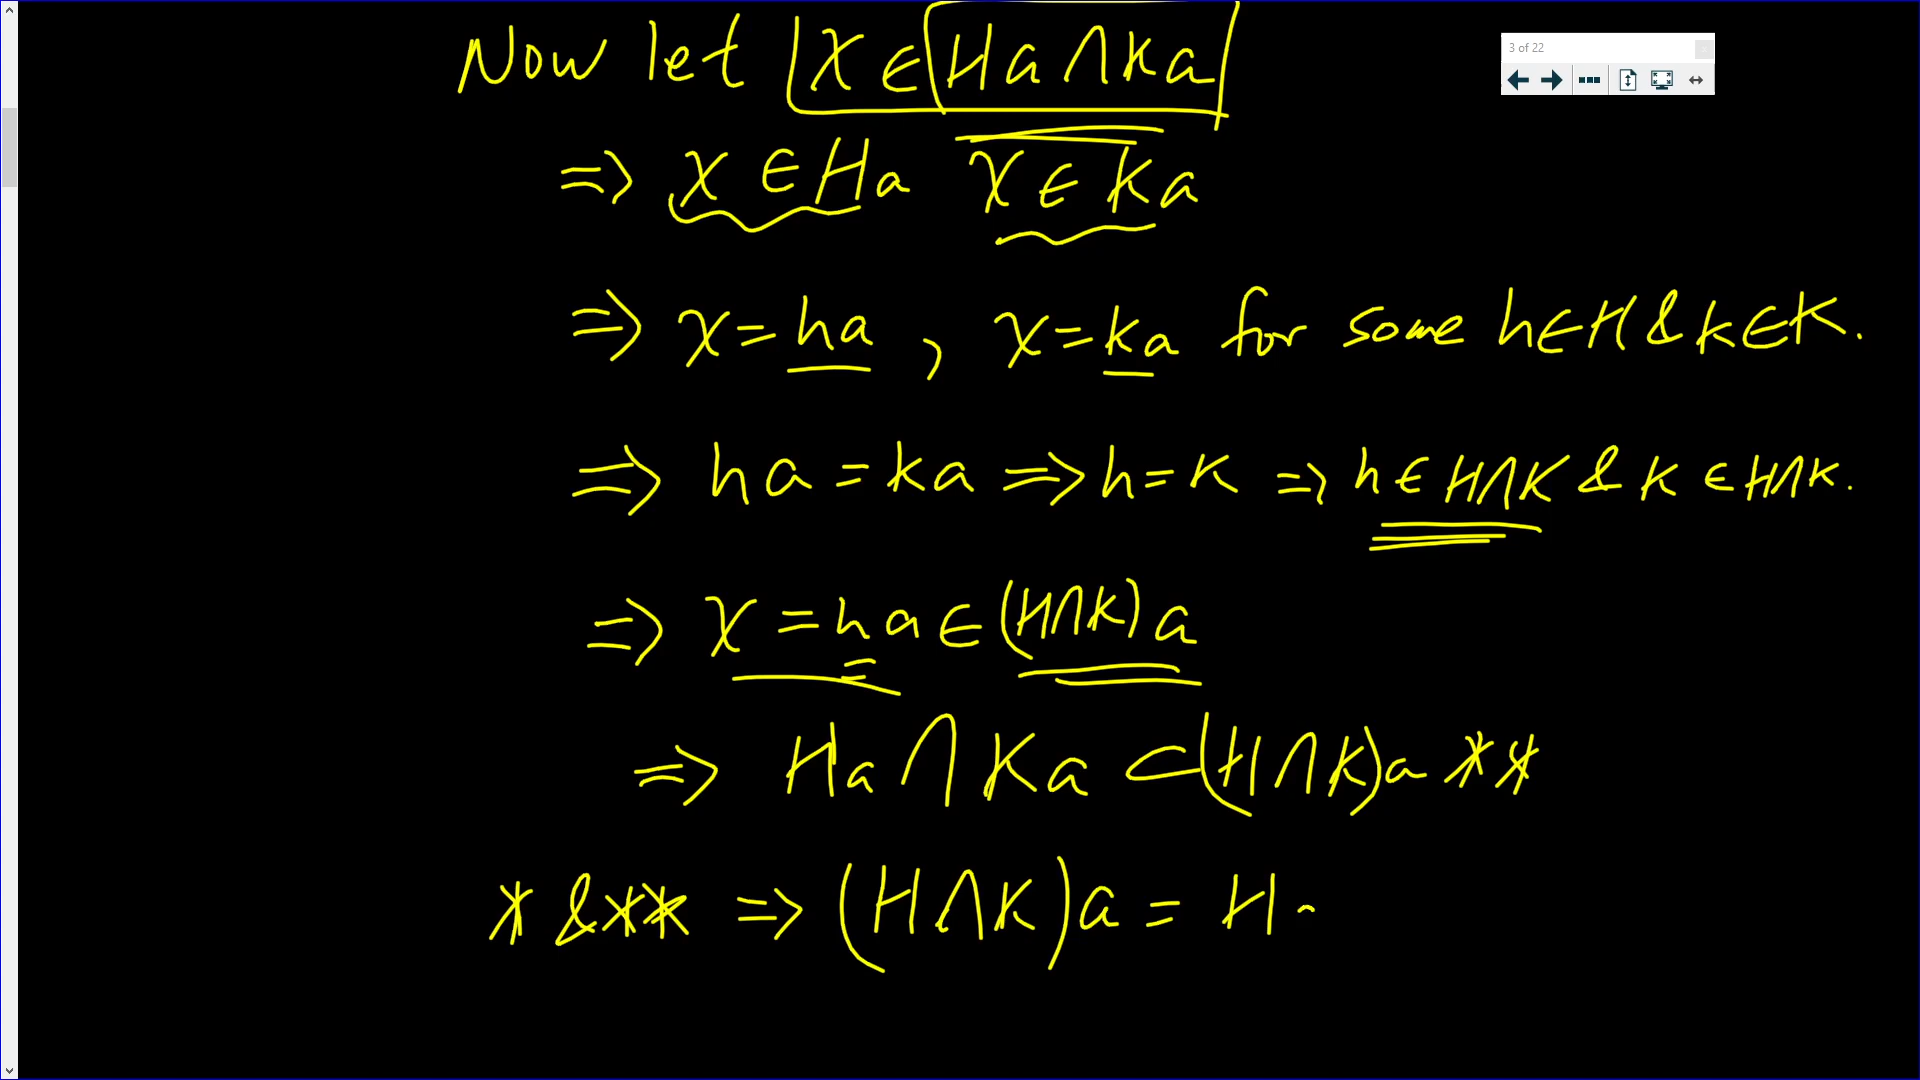 Now let x ∈ Ha ∩ Ka
3 of 22
⇒ x ∈ Ha x ∈ Ka
⇒ x = ha , x = ka for some h ∈ H & k ∈ K.
⇒ ha = ka ⇒ h = k ⇒ h ∈ H∩K & k ∈ H∩K.
⇒ x = ha ∈ (H∩K)a
⇒ Ha ∩ Ka ⊂ (H∩K)a **
* & ** ⇒ (H∩K)a = H